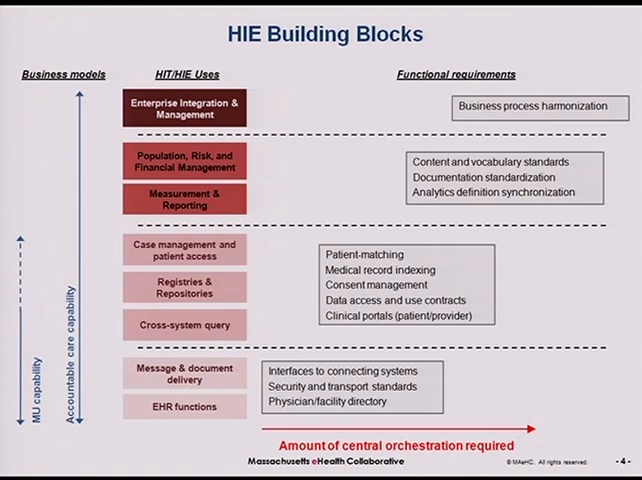 HIE Building Blocks
Business models
HIT/HIE Uses
Functional requirements
Enterprise Integration &
Management
Business process harmonization
Population, Risk, and
Financial Management
Measurement &
Reporting
Content and vocabulary standards
Documentation standardization
Analytics definition synchronization
Case management and
patient access
Registries &
Repositories
Cross-system query
Patient-matching
Medical record indexing
Consent management
Data access and use contracts
Clinical portals (patient/provider)
Message & document
delivery
EHR functions
Interfaces to connecting systems
Security and transport standards
Physician/facility directory
MU capability
Accountable care capability
Amount of central orchestration required
Massachusetts eHealth Collaborative
© MAeHC. All rights reserved.
- 4 -